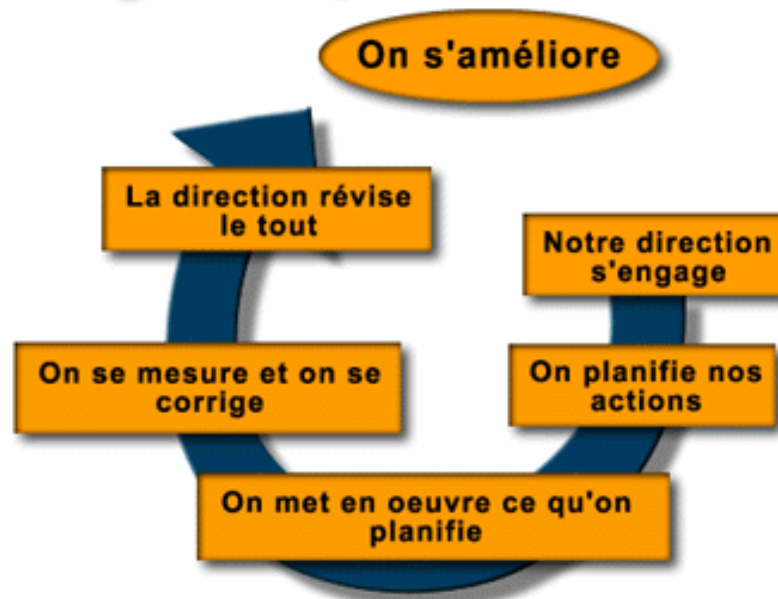 On s'améliore
La direction révise
le tout
Notre direction
s'engage
On se mesure et on se
corrige
On planifie nos
actions
On met en oeuvre ce qu'on
planifie